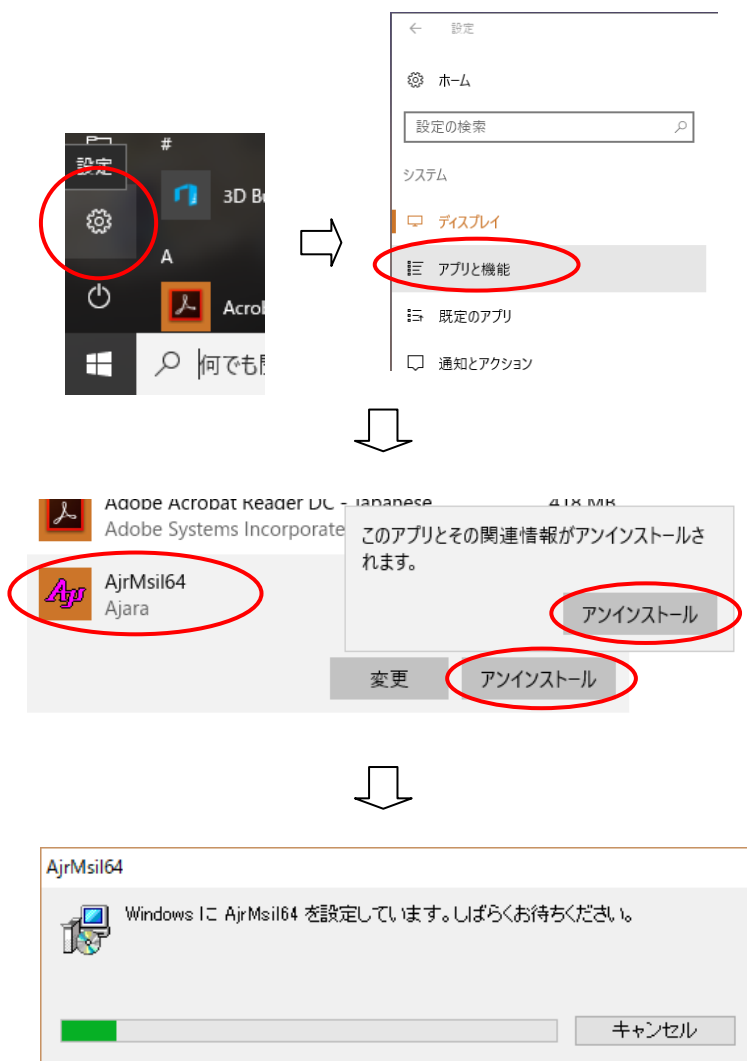 設定
ホーム
設定の検索
システム
ディスプレイ
アプリと機能
既定のアプリ
通知とアクション
設定
#
3D
A
何でも
Adobe Acrobat Reader DC - Japanese
418 MB
Adobe Systems
このアプリとその関連情報がアンインストールさ
れます。
アンインストール
AjrMsil64
Ajara
変更
アンインストール
AjrMsil64
Windows に AjrMsil64 を設定しています。しばらくお待ちください。
キャンセル